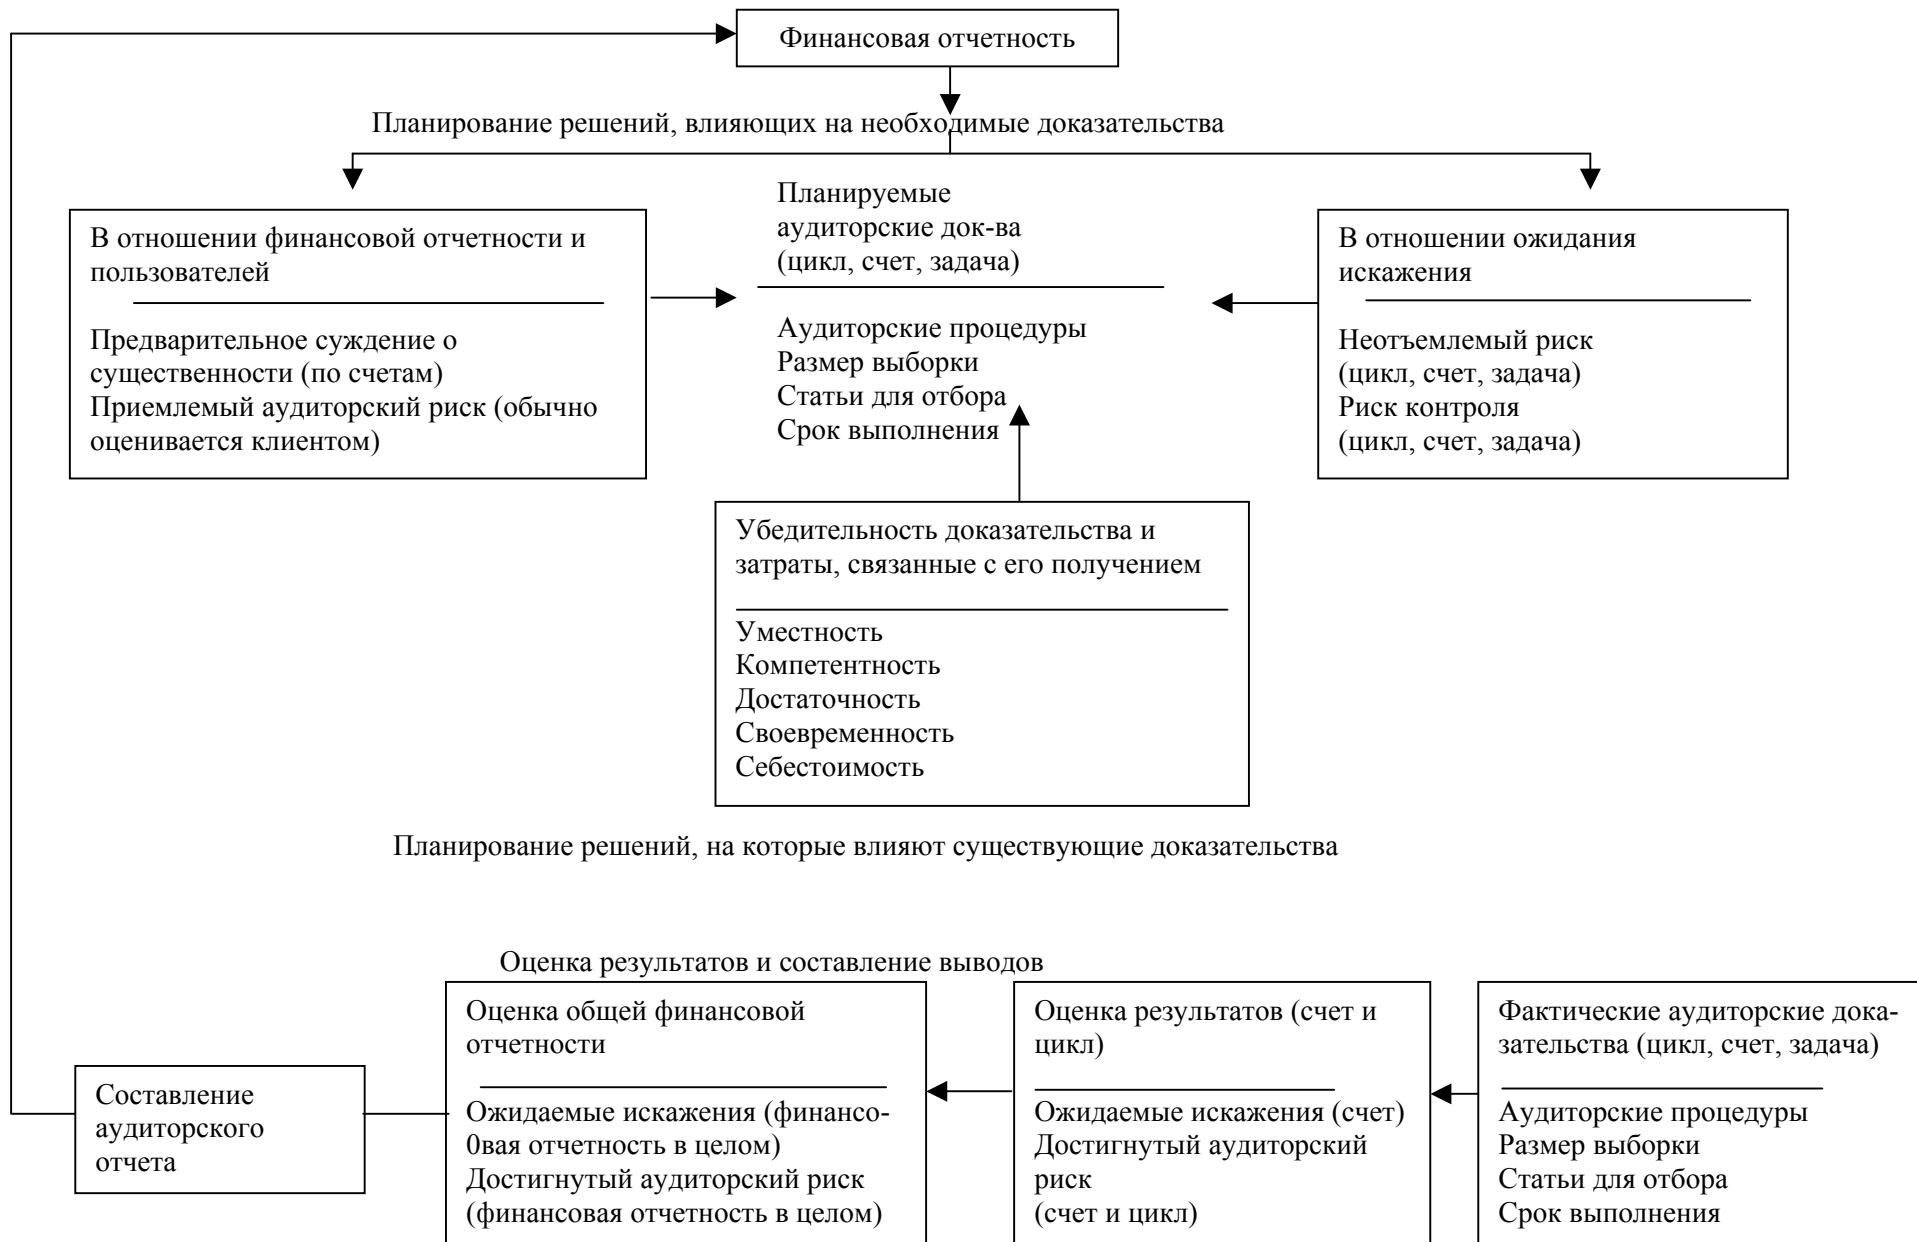 Финансовая отчетность
Планирование решений, влияющих на необходимые доказательства
В отношении финансовой отчетности и
пользователей
Предварительное суждение о
существенности (по счетам)
Приемлемый аудиторский риск (обычно
оценивается клиентом)
Планируемые
аудиторские док-ва
(цикл, счет, задача)
Аудиторские процедуры
Размер выборки
Статьи для отбора
Срок выполнения
В отношении ожидания
искажения
Неотъемлемый риск
(цикл, счет, задача)
Риск контроля
(цикл, счет, задача)
Убедительность доказательства и
затраты, связанные с его получением
Уместность
Компетентность
Достаточность
Своевременность
Себестоимость
Планирование решений, на которые влияют существующие доказательства
Оценка результатов и составление выводов
Составление
аудиторского
отчета
Оценка общей финансовой
отчетности
Ожидаемые искажения (финансо-
0вая отчетность в целом)
Достигнутый аудиторский риск
(финансовая отчетность в целом)
Оценка результатов (счет и
цикл)
Ожидаемые искажения (счет)
Достигнутый аудиторский
риск
(счет и цикл)
Фактические аудиторские дока-
зательства (цикл, счет, задача)
Аудиторские процедуры
Размер выборки
Статьи для отбора
Срок выполнения